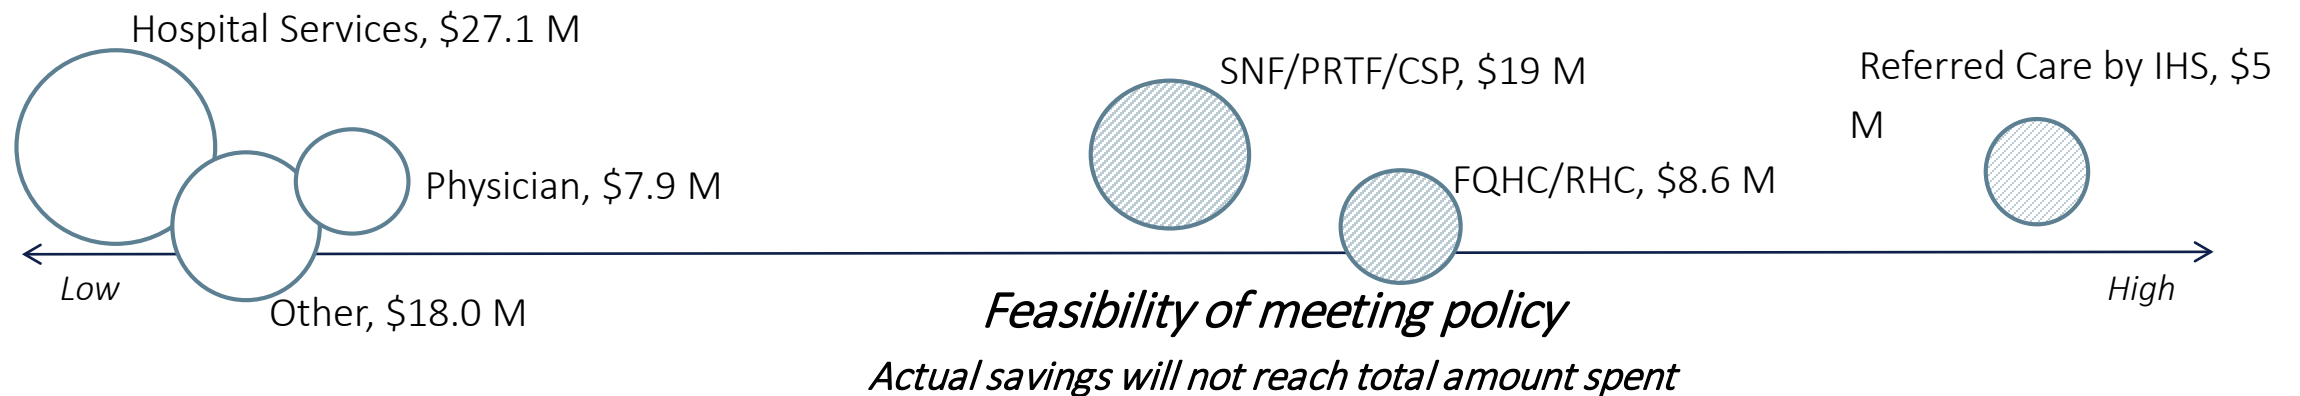 Hospital Services, $27.1 M
SNF/PRTF/CSP, $19 M
Referred Care by IHS, $5
M
Physician, $7.9 M
FQHC/RHC, $8.6 M
Low
High
Other, $18.0 M
Feasibility of meeting policy
Actual savings will not reach total amount spent